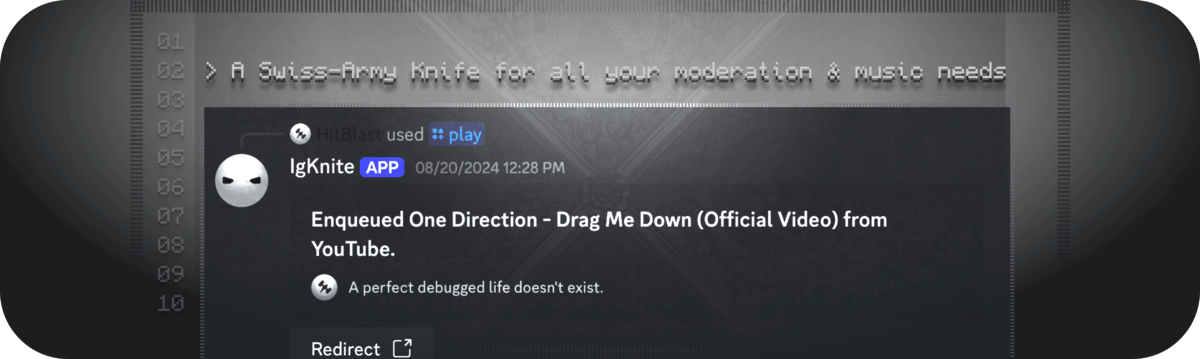 01
02 > A Swiss-Army Knife for all your moderation & music needs
03
04 HitBlast used play
05
IgKnite APP 08/20/2024 12:28 PM
06
07 Enqueued One Direction - Drag Me Down (Official Video) from
08 YouTube.
09 A perfect debugged life doesn't exist.
10
Redirect